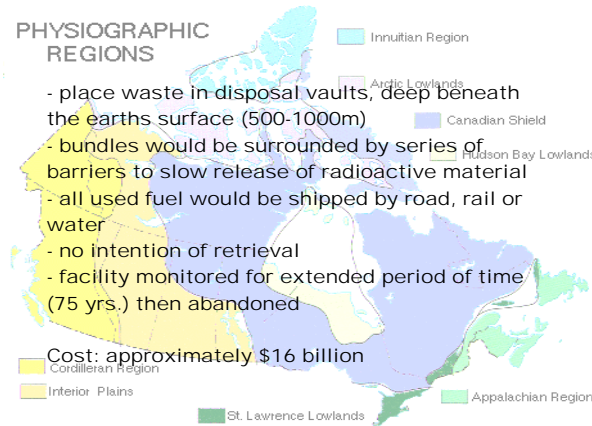 PHYSIOGRAPHIC
REGIONS
Innuitian Region
Arctic Lowlands
- place waste in disposal vaults, deep beneath
the earths surface (500-1000m)
Canadian Shield
- bundles would be surrounded by series of
Hudson Bay Lowlands
barriers to slow release of radioactive material
- all used fuel would be shipped by road, rail or
water
- no intention of retrieval
- facility monitored for extended period of time
(75 yrs.) then abandoned
Cost: approximately $16 billion
Cordilleran Region
Interior Plains
Appalachian Region
St. Lawrence Lowlands